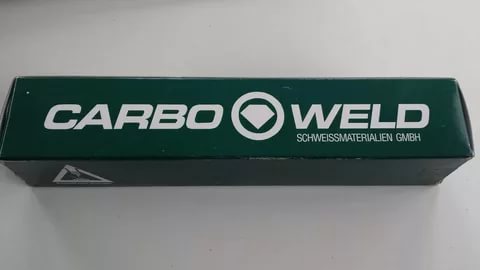 CARBO WELD
SCHWEISSMATERIALIEN GMBH